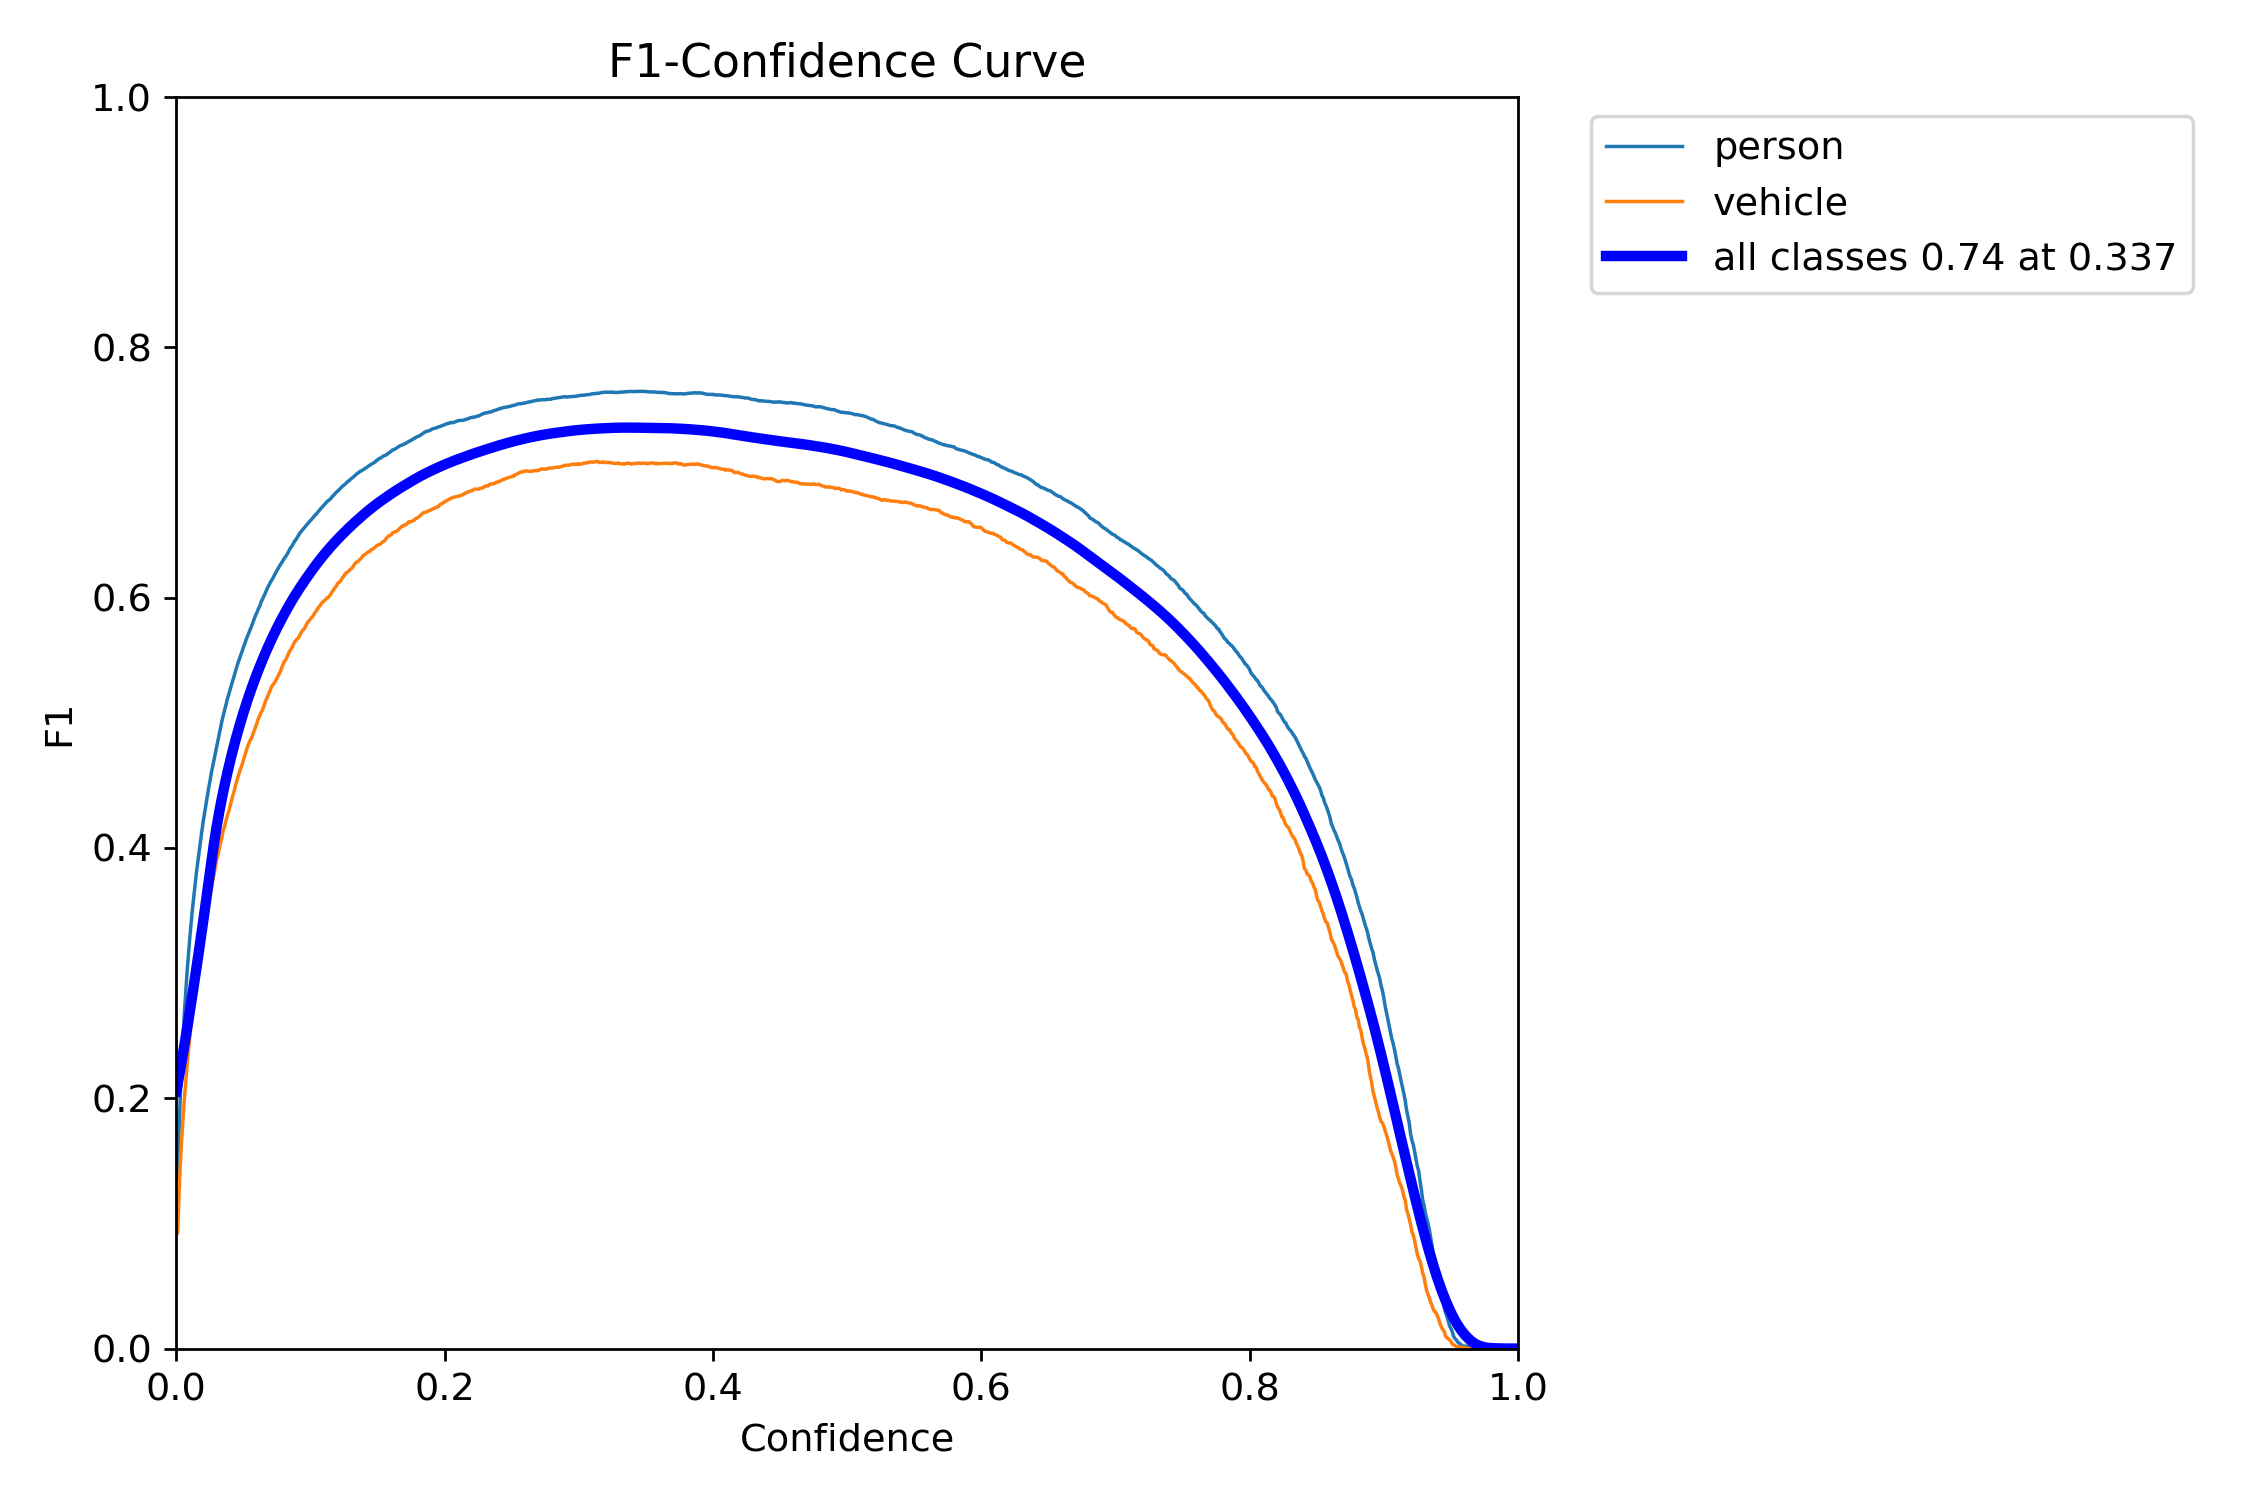 F1-Confidence Curve
1.0
0.8
0.6
0.4
0.2
0.0
F1
0.0 0.2 0.4 0.6 0.8 1.0
Confidence
person
vehicle
all classes 0.74 at 0.337